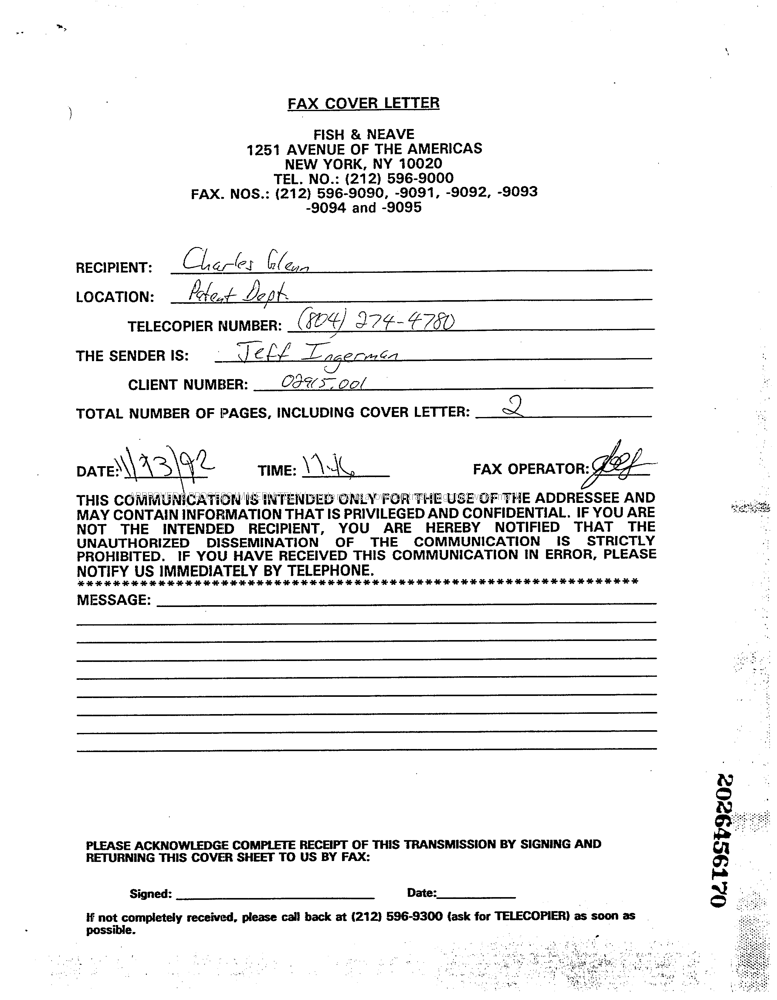 FAX COVER LETTER
FISH & NEAVE
1251 AVENUE OF THE AMERICAS
NEW YORK, NY 10020
TEL. NO.: (212) 596-9000
FAX. NOS.: (212) 596-9090, -9091, -9092, -9093
-9094 and -9095
RECIPIENT: Charles Glenn
LOCATION: Patent Dept.
TELECOPIER NUMBER: (804) 274-4780
THE SENDER IS: Jeff Ingerman
CLIENT NUMBER: 02915.001
TOTAL NUMBER OF PAGES, INCLUDING COVER LETTER: 2
DATE: 11/23/92 TIME: FAX OPERATOR:
THIS COMMUNICATION IS INTENDED ONLY FOR THE USE OF THE ADDRESSEE AND
MAY CONTAIN INFORMATION THAT IS PRIVILEGED AND CONFIDENTIAL. IF YOU ARE
NOT THE INTENDED RECIPIENT, YOU ARE HEREBY NOTIFIED THAT THE
UNAUTHORIZED DISSEMINATION OF THE COMMUNICATION IS STRICTLY
PROHIBITED. IF YOU HAVE RECEIVED THIS COMMUNICATION IN ERROR, PLEASE
NOTIFY US IMMEDIATELY BY TELEPHONE.
****************************************************************
MESSAGE:
PLEASE ACKNOWLEDGE COMPLETE RECEIPT OF THIS TRANSMISSION BY SIGNING AND
RETURNING THIS COVER SHEET TO US BY FAX:
Signed: Date:
If not completely received, please call back at (212) 596-9300 (ask for TELECOPIER) as soon as
possible.
2026456170